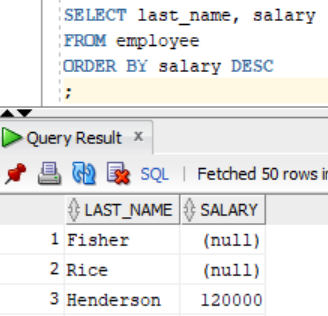 SELECT last_name, salary
FROM employee
ORDER BY salary DESC
;
Query Result x
SQL | Fetched 50 rows
LAST_NAME SALARY
1 Fisher (null)
2 Rice (null)
3 Henderson 120000